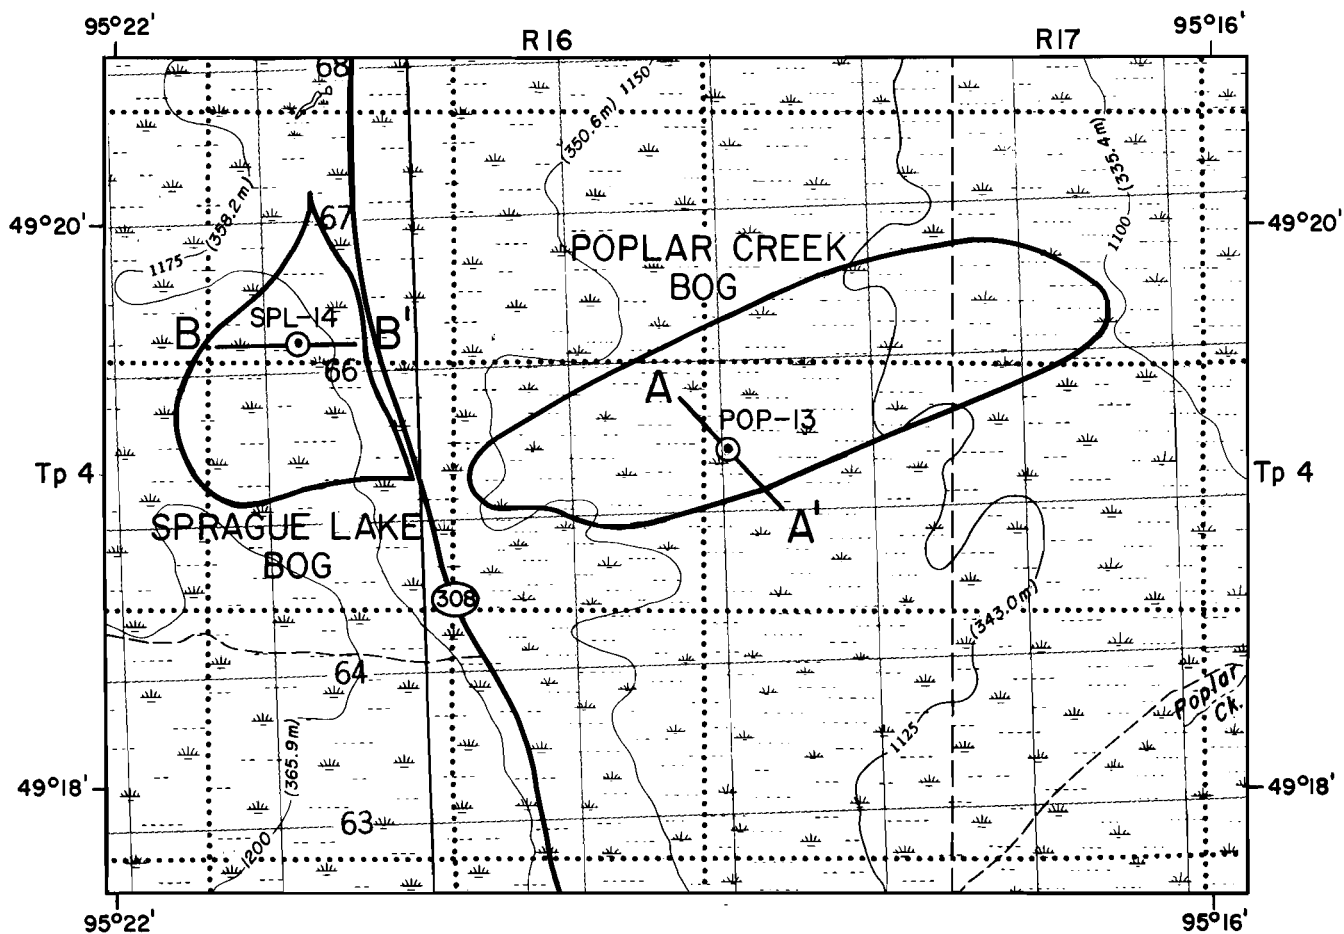 95°22'
R16
R17
95°16'
68
(350.6m) 1150
1100 (335.4m)
49°20'
67
49°20'
1175 (358.2m)
POPLAR CREEK
BOG
B SPL-14 B'
66
A
POP-13
Tp 4
Tp 4
A'
SPRAGUE LAKE
BOG
308
(343.0m)
64
Poplar
Ck.
1125
(365.9m)
49°18'
49°18'
63
1200
95°22'
95°16'